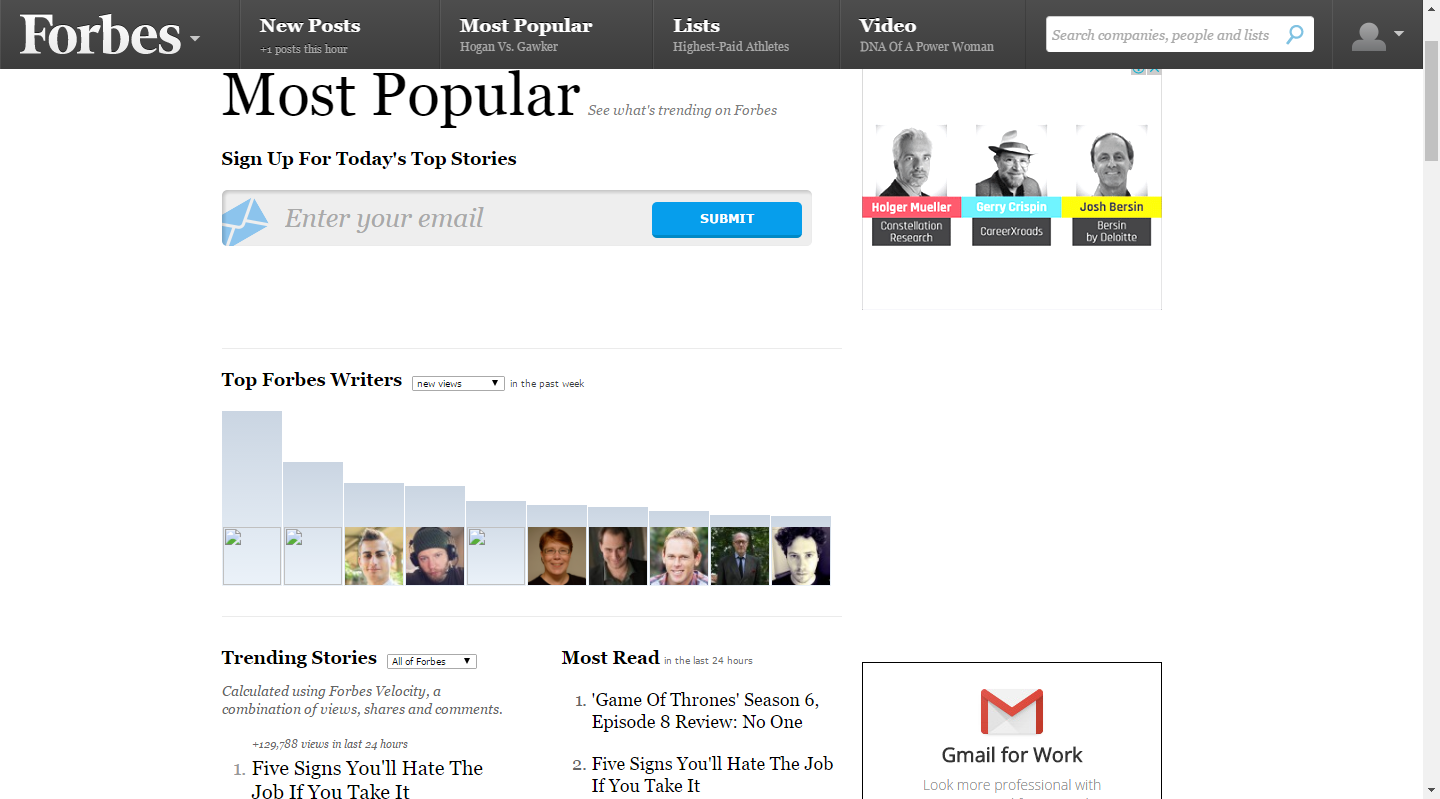 Forbes
New Posts
+1 posts this hour
Most Popular
Hogan Vs. Gawker
Lists
Highest-Paid Athletes
Video
DNA Of A Power Woman
Search companies, people and lists
Most Popular See what's trending on Forbes
Sign Up For Today's Top Stories
Enter your email
SUBMIT
Holger Mueller
Constellation
Research
Gerry Crispin
CareerXroads
Josh Bersin
Bersin
by Deloitte
Top Forbes Writers new views in the past week
Trending Stories All of Forbes
Calculated using Forbes Velocity, a
combination of views, shares and comments.
+129,788 views in last 24 hours
1. Five Signs You'll Hate The
Job If You Take It
Most Read in the last 24 hours
1. 'Game Of Thrones' Season 6,
Episode 8 Review: No One
2. Five Signs You'll Hate The Job
If You Take It
Gmail for Work
Look more professional with